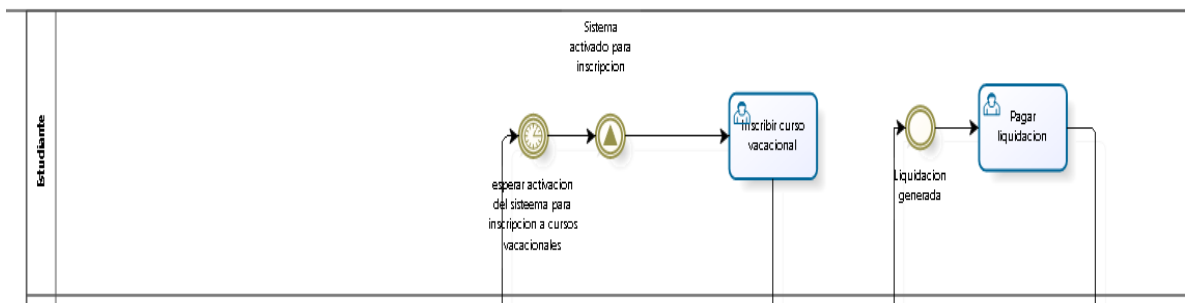 Estudiante
Sistema
activado para
inscripcion
esperar activacion
del sisteema para
inscripcion a cursos
vacacionales
Inscribir curso
vacacional
Liquidacion
generada
Pagar
liquidacion